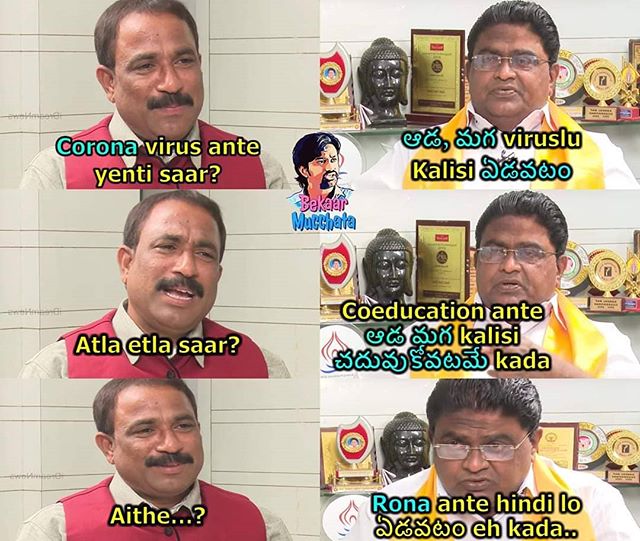 Corona virus ante
yenti saar?
ఆడ, మగ viruslu
Kalisi ఏడవటం
Bekaar
Mucchata
Atla etla saar?
Coeducation ante
ఆడ మగ kalisi
చదువుకోవటమే kada
Aithe...?
Rona ante hindi lo
ఏడవటం eh kada..